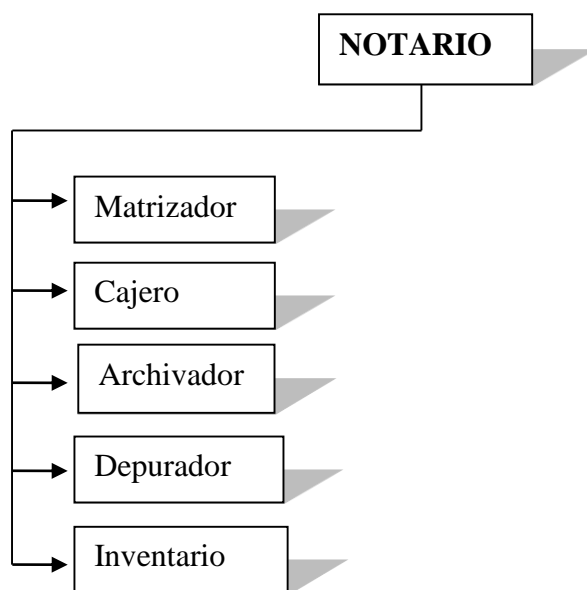 NOTARIO
Matrizador
Cajero
Archivador
Depurador
Inventario